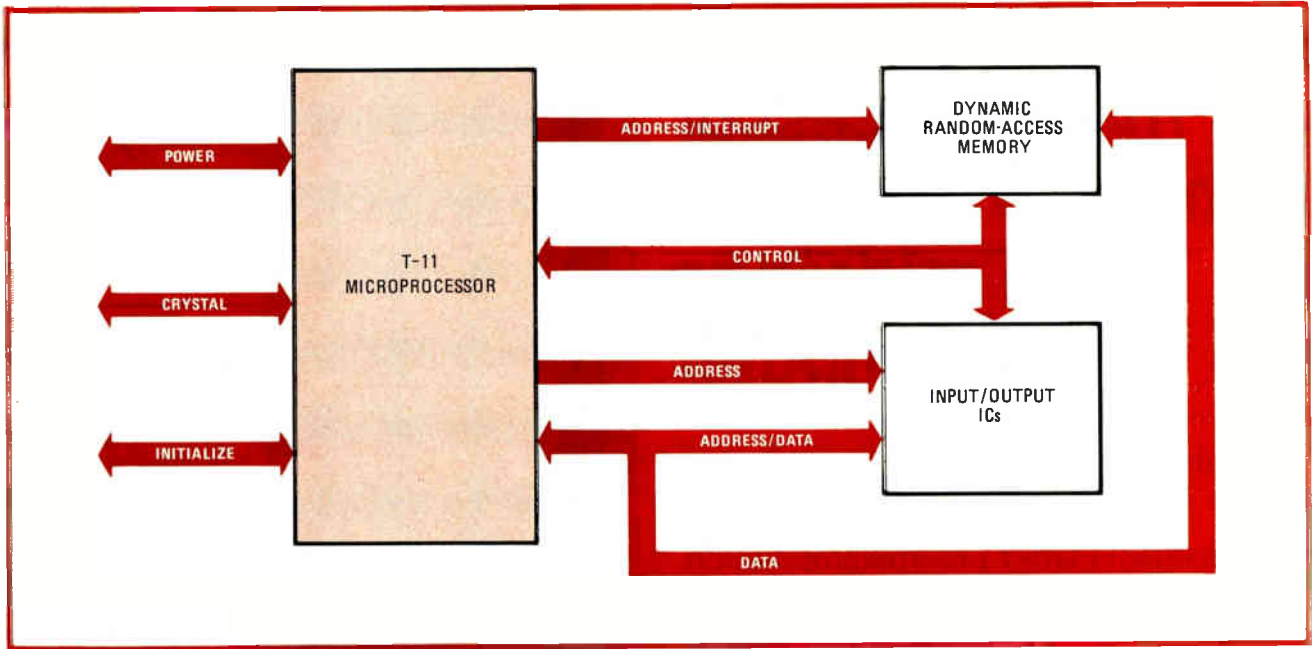 POWER
CRYSTAL
INITIALIZE
T-11
MICROPROCESSOR
ADDRESS/INTERRUPT
CONTROL
ADDRESS
ADDRESS/DATA
DATA
DYNAMIC
RANDOM-ACCESS
MEMORY
INPUT/OUTPUT
ICs